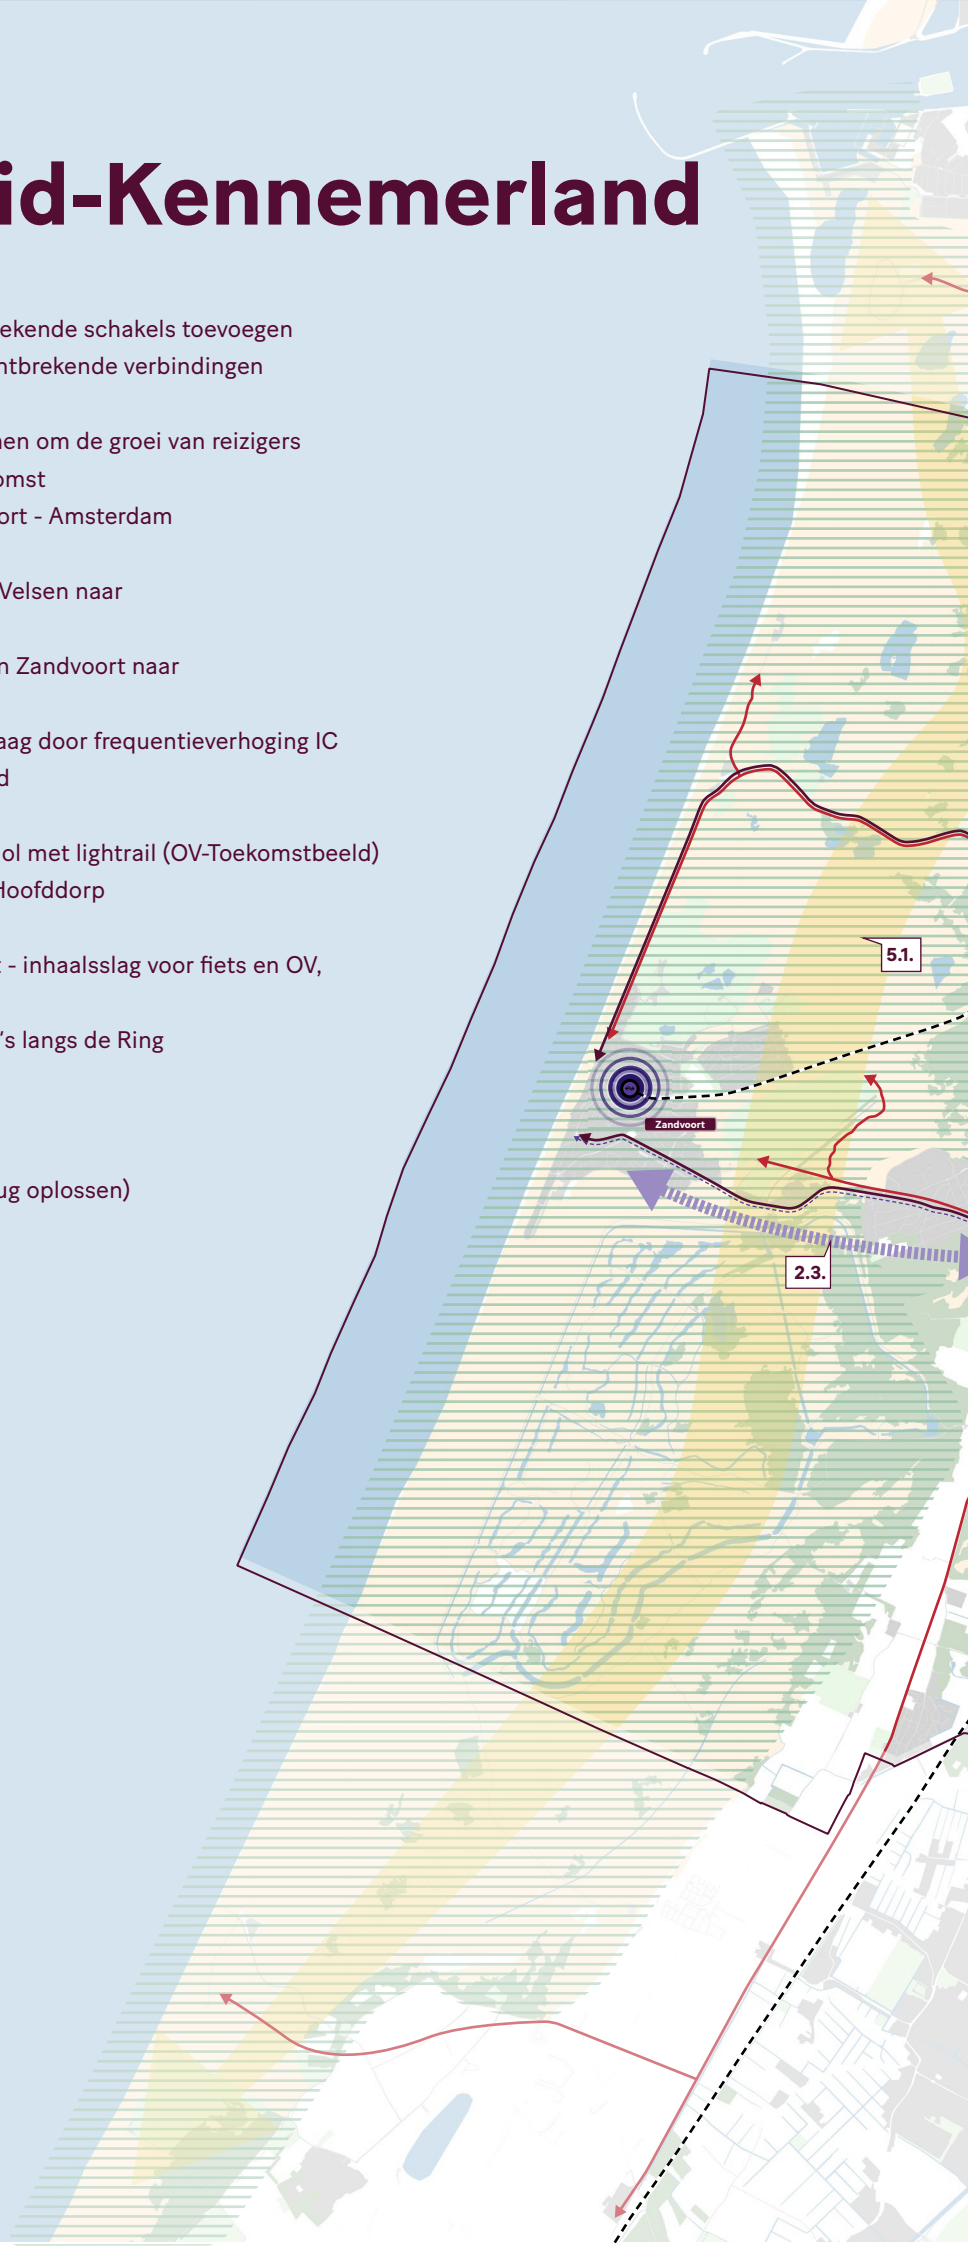 id-Kennemerland
ekende schakels toevoegen
ntbrekende verbindingen
nen om de groei van reizigers
omst
ort - Amsterdam
Velsen naar
n Zandvoort naar
aag door frequentieverhoging IC
d
ol met lightrail (OV-Toekomstbeeld)
Hoofddorp
t - inhaalsslag voor fiets en OV,
's langs de Ring
5.1.
Zandvoort
ug oplossen)
2.3.